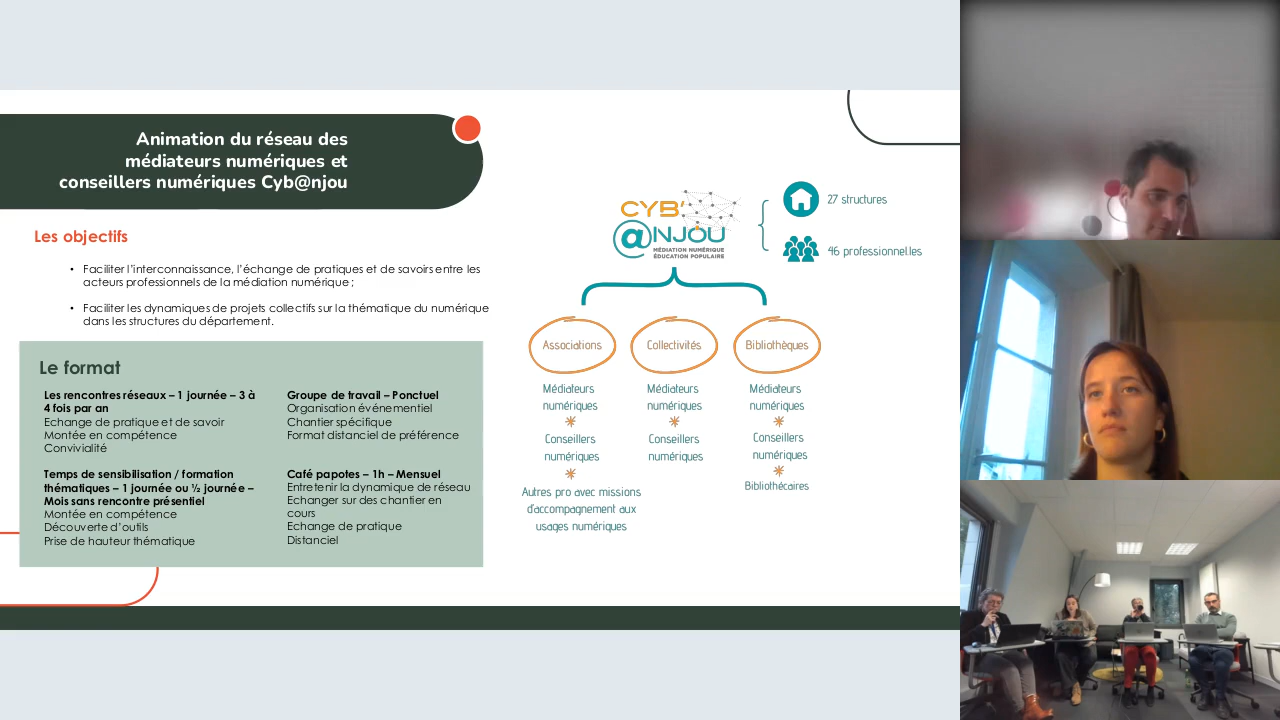 Animation du réseau des
médiateurs numériques et
conseillers numériques Cyb@njou
Les objectifs
• Faciliter l'interconnaissance, l'échange de pratiques et de savoirs entre les
acteurs professionnels de la médiation numérique ;
• Faciliter les dynamiques de projets collectifs sur la thématique du numérique
dans les structures du département.
Le format
Les rencontres réseaux – 1 journée – 3 à
4 fois par an
Echange de pratique et de savoir
Montée en compétence
Convivialité
Temps de sensibilisation / formation
thématiques – 1 journée ou ½ journée –
Mois sans rencontre présentiel
Montée en compétence
Découverte d'outils
Prise de hauteur thématique
Groupe de travail – Ponctuel
Organisation événementiel
Chantier spécifique
Format distanciel de préférence
Café papotes – 1h – Mensuel
Entretenir la dynamique de réseau
Echanger sur des chantier en
cours
Echange de pratique
Distanciel
CYB'
@NJOU
MÉDIATION NUMÉRIQUE
ÉDUCATION POPULAIRE
27 structures
46 professionnel.les
Associations
Médiateurs
numériques
Conseillers
numériques
Autres pro avec missions
d'accompagnement aux
usages numériques
Collectivités
Médiateurs
numériques
Conseillers
numériques
Bibliothèques
Médiateurs
numériques
Conseillers
numériques
Bibliothécaires